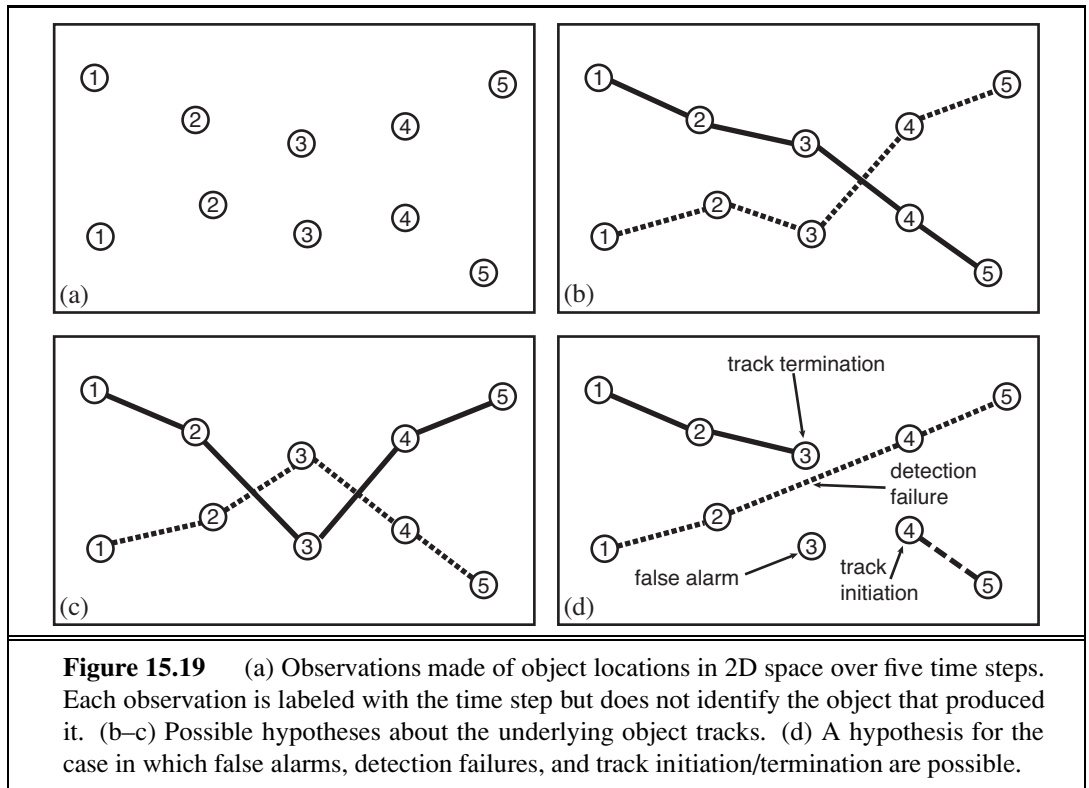 1
5
2
4
3
2
4
3
1
5
(a)
1
5
2
4
3
2
4
3
1
5
(b)
1
5
2
4
3
2
4
3
1
5
(c)
track termination
1
5
2
4
3
detection
failure
2
4
3
1
false alarm
track
initiation
5
(d)
Figure 15.19 (a) Observations made of object locations in 2D space over five time steps.
Each observation is labeled with the time step but does not identify the object that produced
it. (b–c) Possible hypotheses about the underlying object tracks. (d) A hypothesis for the
case in which false alarms, detection failures, and track initiation/termination are possible.